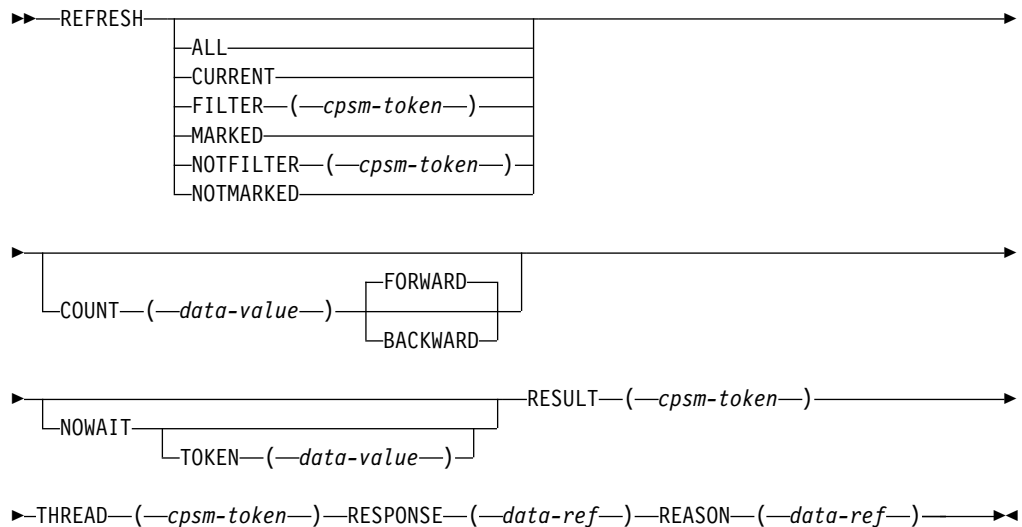 REFRESH
ALL
CURRENT
FILTER ( cpsm-token )
MARKED
NOTFILTER ( cpsm-token )
NOTMARKED
FORWARD
COUNT ( data-value )
BACKWARD
RESULT ( cpsm-token )
NOWAIT
TOKEN ( data-value )
THREAD ( cpsm-token ) RESPONSE ( data-ref ) REASON ( data-ref )